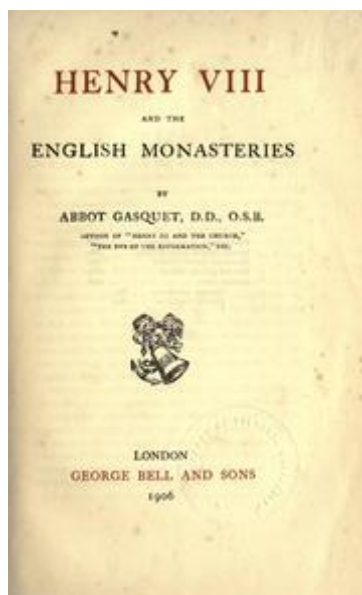 HENRY VIII
AND THE
ENGLISH MONASTERIES
BY
ABBOT GASQUET, D.D., O.S.B.
AUTHOR OF "HENRY III AND THE CHURCH,"
"THE EVE OF THE REFORMATION," ETC.
LONDON
GEORGE BELL AND SONS
1906